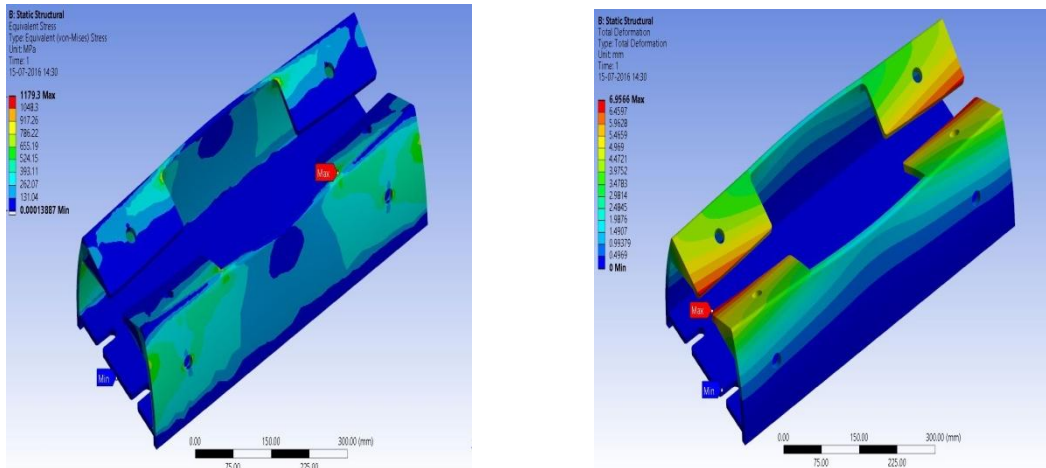 B: Static Structural
Equivalent Stress
Type: Equivalent (von-Mises) Stress
Unit: MPa
Time: 1
15-07-2016 14:30
1179.3 Max
1048.3
917.26
786.22
655.19
524.15
393.11
262.07
131.04
0.00013887 Min
Max
Min
0.00
150.00
300.00 (mm)
75.00
225.00
B: Static Structural
Total Deformation
Type: Total Deformation
Unit: mm
Time: 1
15-07-2016 14:30
6.9566 Max
6.4597
5.9628
5.4659
4.969
4.4721
3.9752
3.4783
2.9814
2.4845
1.9876
1.4907
0.99379
0.4969
0 Min
Max
Min
0.00
150.00
300.00 (mm)
75.00
225.00